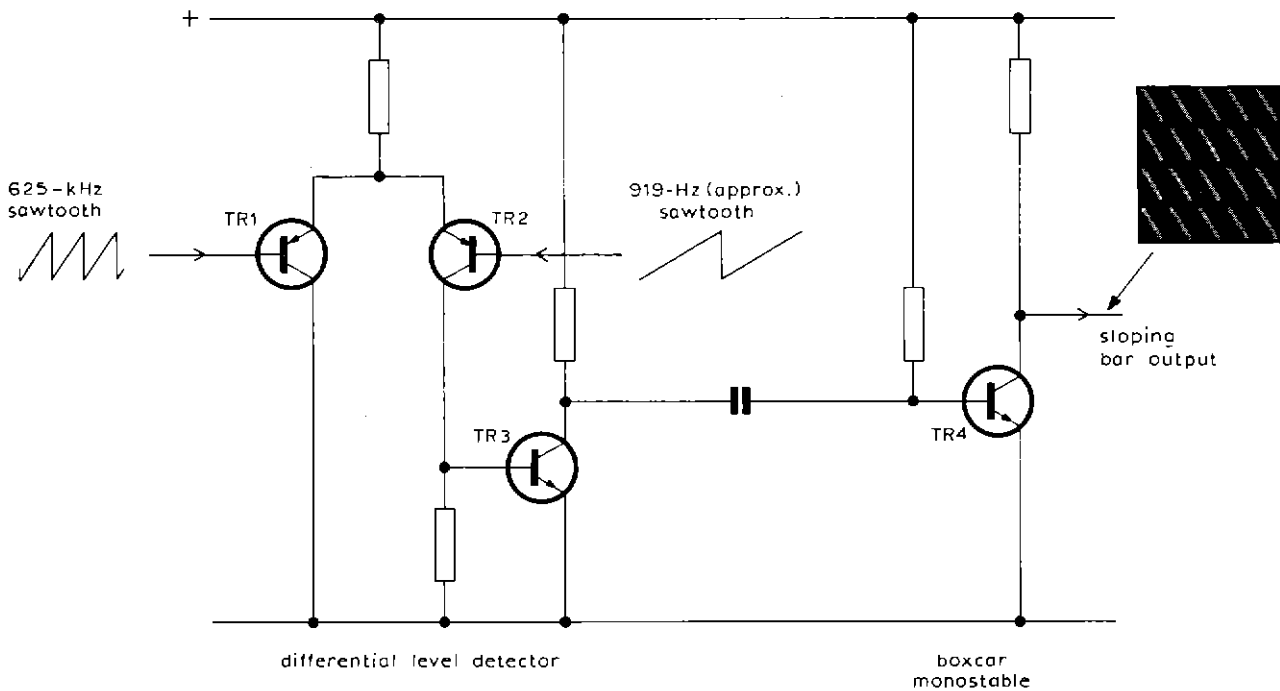 +
625-kHz
sawtooth
TR1
TR2
919-Hz (approx.)
sawtooth
sloping
bar output
TR3
TR4
differential level detector
boxcar
monostable